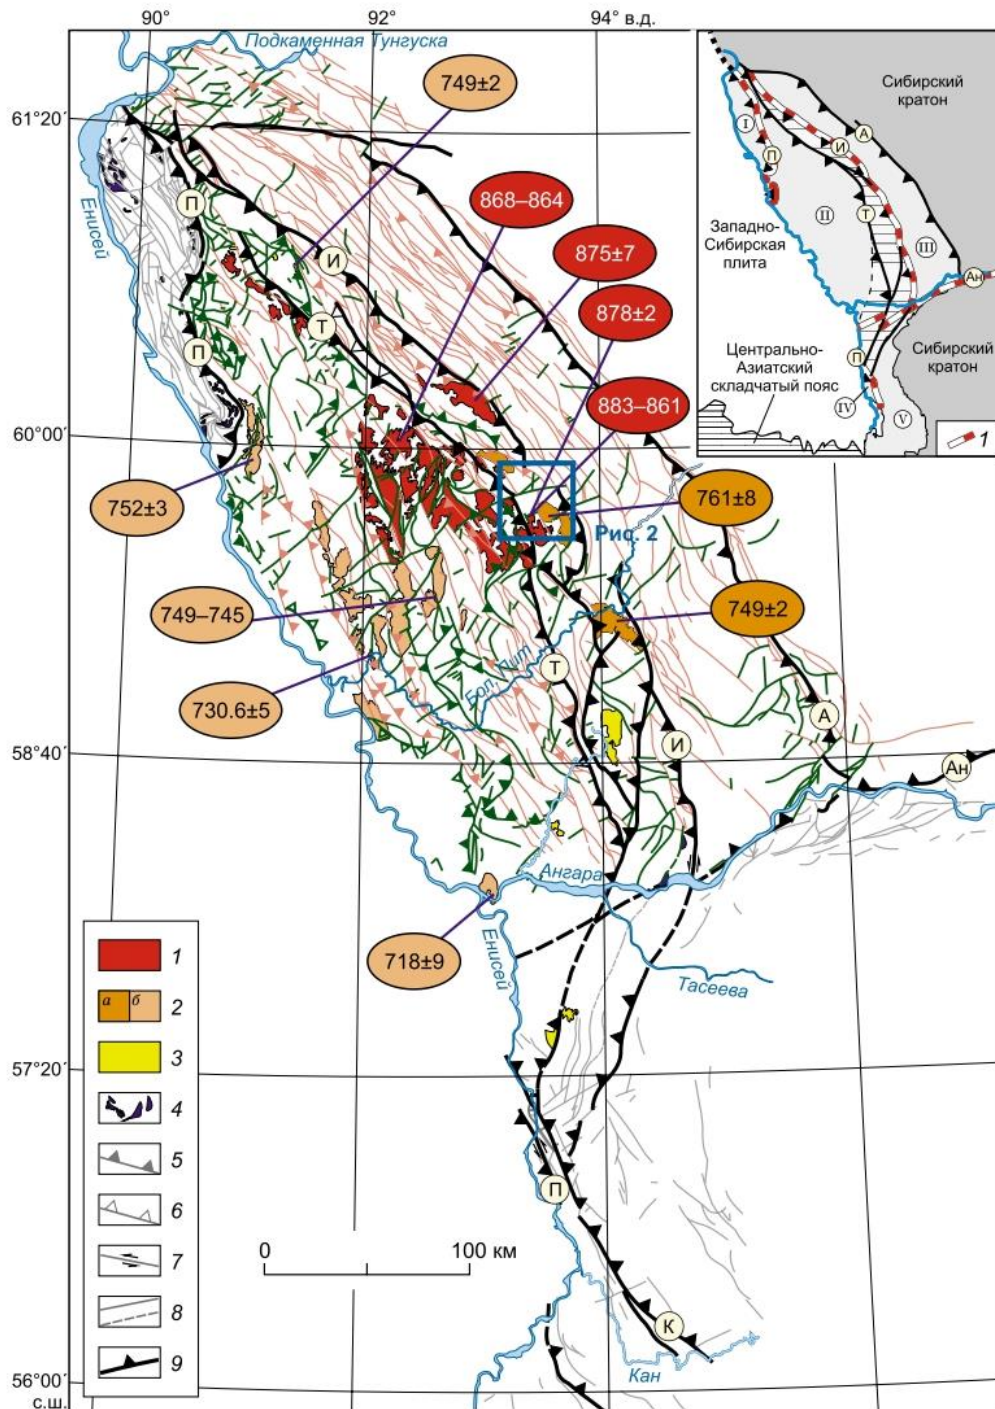 90°
92°
94° в.д.
Подкаменная Тунгуска
749±2
61°20′
Енисей
868–864
П
875±7
И
878±2
Т
П
883–861
60°00′
752±3
761±8
Рис. 2
749–745
749±2
Т
Бол. Пит
730.6±5
А
58°40′
И
Ан
Ангара
Енисей
718±9
Тасеева
57°20′
П
0
100 км
К
Кан
56°00′
с.ш.
Сибирский
кратон
I
А
И
П
II
Т
Западно-
Сибирская
плита
III
Ан
Сибирский
кратон
П
Центрально-
Азиатский
складчатый пояс
IV
V
1
1
а б 2
3
4
5
6
7
8
9